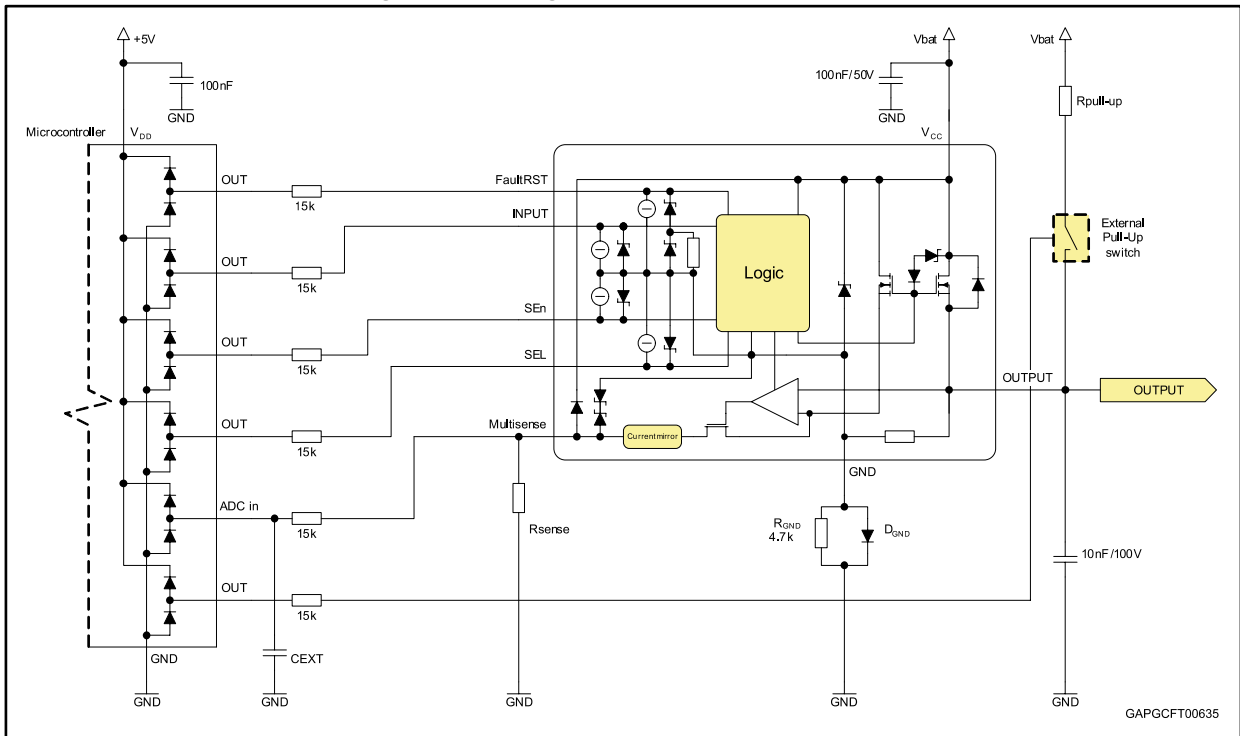 +5V
Vbat
Vbat
100nF
GND
100nF/50V
GND
Rpull-up
Microcontroller
VDD
VCC
OUT
15k
FaultRST
INPUT
OUT
15k
Logic
External
Pull-Up
switch
SEn
OUT
15k
SEL
OUTPUT
OUTPUT
OUT
15k
Multisense
Currentmirror
GND
ADC in
15k
Rsense
RGND
4.7k
DGND
10nF/100V
OUT
15k
GND
CEXT
GND
GND
GND
GND
GND
GAPGCFT00635